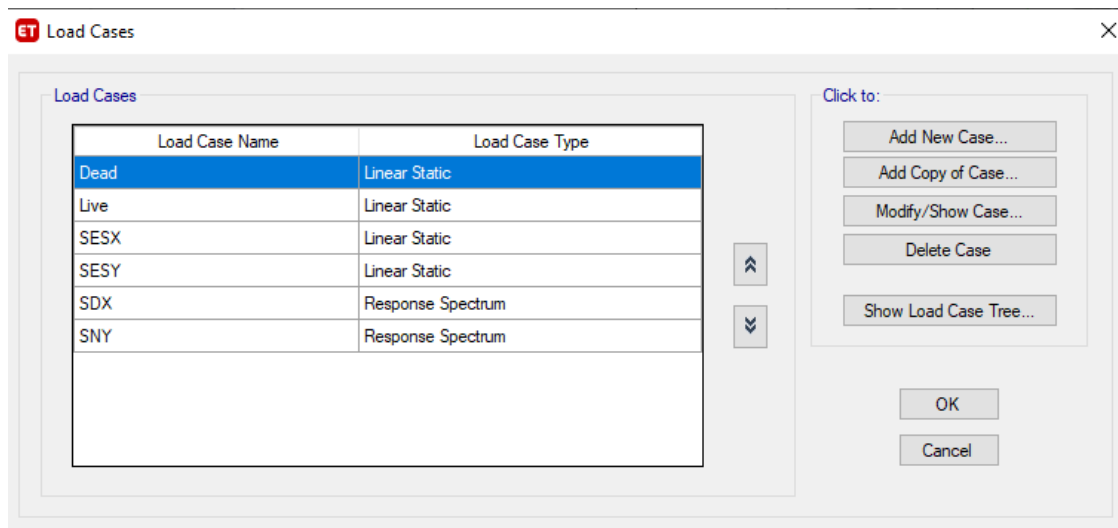 ET Load Cases
Load Cases
Click to:
Load Case Name Load Case Type
Dead Linear Static
Live Linear Static
SESX Linear Static
SESY Linear Static
SDX Response Spectrum
SNY Response Spectrum
Add New Case...
Add Copy of Case...
Modify/Show Case...
Delete Case
Show Load Case Tree...
OK
Cancel